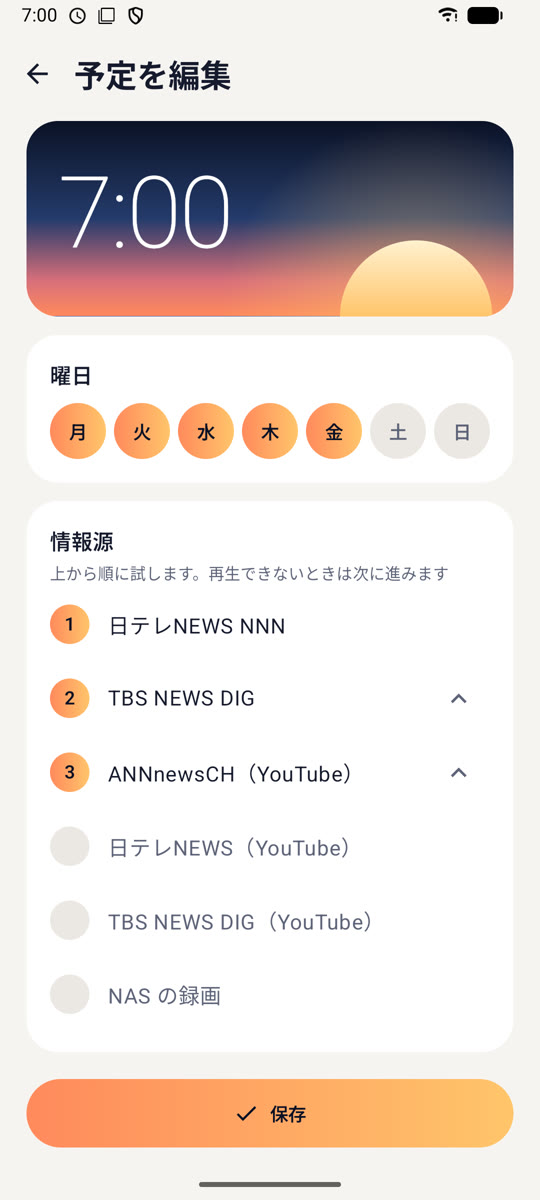 7:00
予定を編集
7:00
曜日
月 火 水 木 金 土 日
情報源
上から順に試します。再生できないときは次に進みます
1 日テレNEWS NNN
2 TBS NEWS DIG
3 ANNnewsCH（YouTube）
日テレNEWS（YouTube）
TBS NEWS DIG（YouTube）
NAS の録画
保存